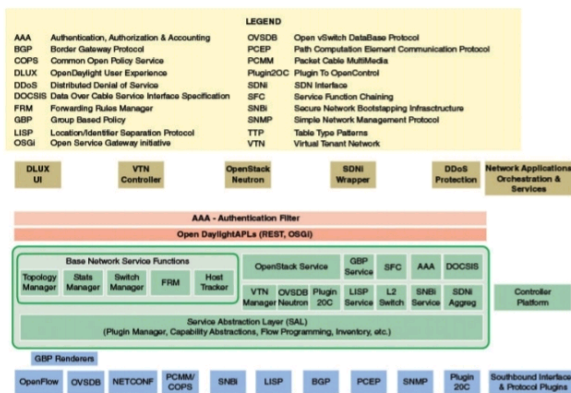 LEGEND
AAA Authentication, Authorization & Accounting
BGP Border Gateway Protocol
COPS Common Open Policy Service
DLUX OpenDaylight User Experience
DDoS Distributed Denial of Service
DOCSIS Data Over Cable Service Interface Specification
FRM Forwarding Rules Manager
GBP Group Based Policy
LISP Location/Identifier Separation Protocol
OSGi Open Service Gateway initiative
OVSDB Open vSwitch DataBase Protocol
PCEP Path Computation Element Communication Protocol
PCMM Packet Cable MultiMedia
Plugin2OC Plugin To OpenControl
SDNi SDN Interface
SFC Service Function Chaining
SNBi Secure Network Bootstapping Infrasctructure
SNMP Simple Network Management Protocol
TTP Table Type Patterns
VTN Virtual Tenant Network
DLUX
UI
VTN
Controller
OpenStack
Neutron
SDNi
Wrapper
DDoS
Protection
Network Applications
Orchestration &
Services
AAA - Authentication Filter
Open DaylightAPLs (REST, OSGi)
Base Network Service Functions
Topology
Manager
Stats
Manager
Switch
Manager
FRM
Host
Tracker
OpenStack Service
GBP
Service
SFC
AAA
DOCSIS
VTN
Manager
OVSDB
Neutron
Plugin
20C
LISP
Service
L2
Switch
SNBi
Service
SDNi
Aggreg
Controller
Platform
Service Abstraction Layer (SAL)
(Plugin Manager, Capability Abstractions, Flow Programming, Inventory, etc.)
GBP Renderers
OpenFlow
OVSDB
NETCONF
PCMM/
COPS
SNBi
LISP
BGP
PCEP
SNMP
Plugin
20C
Southbound Interface
& Protocol Plugins